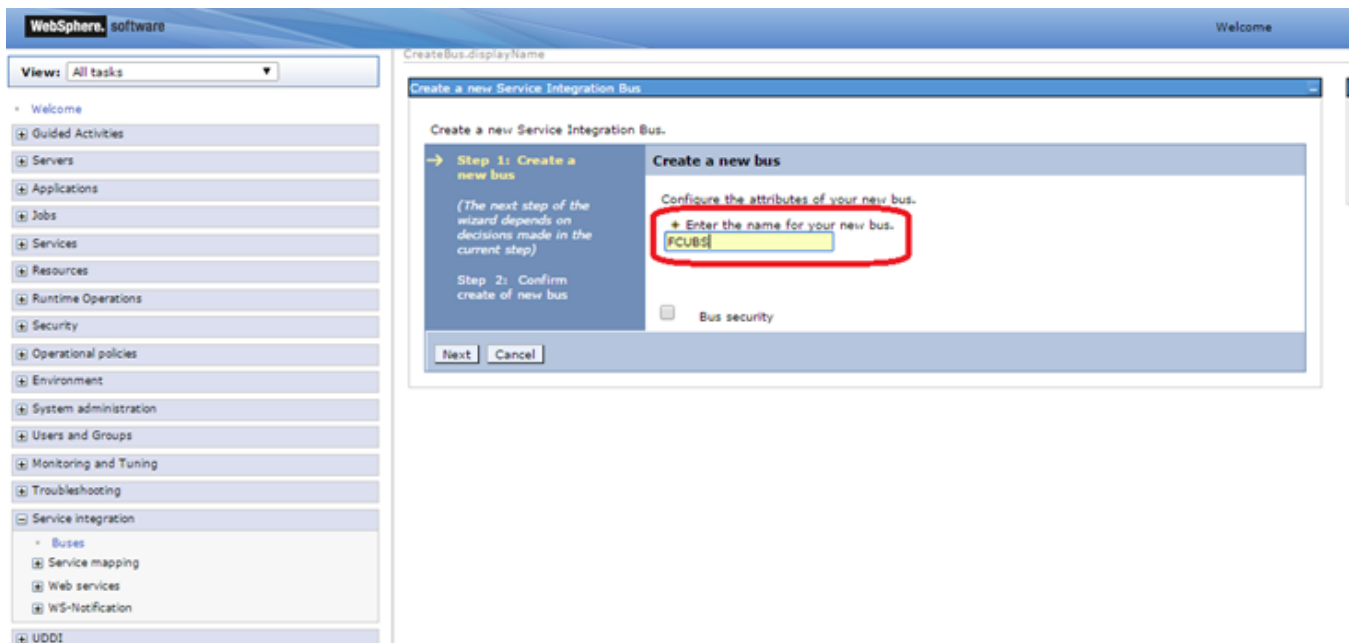 WebSphere. software
Welcome
View: All tasks
Welcome
Guided Activities
Servers
Applications
Jobs
Services
Resources
Runtime Operations
Security
Operational policies
Environment
System administration
Users and Groups
Monitoring and Tuning
Troubleshooting
Service integration
Buses
Service mapping
Web services
WS-Notification
UDDI
CreateBus.displayName
Create a new Service Integration Bus
Create a new Service Integration Bus.
Step 1: Create a
new bus
(The next step of the
wizard depends on
decisions made in the
current step)
Step 2: Confirm
create of new bus
Create a new bus
Configure the attributes of your new bus.
Enter the name for your new bus.
FCUBS
Bus security
Next
Cancel